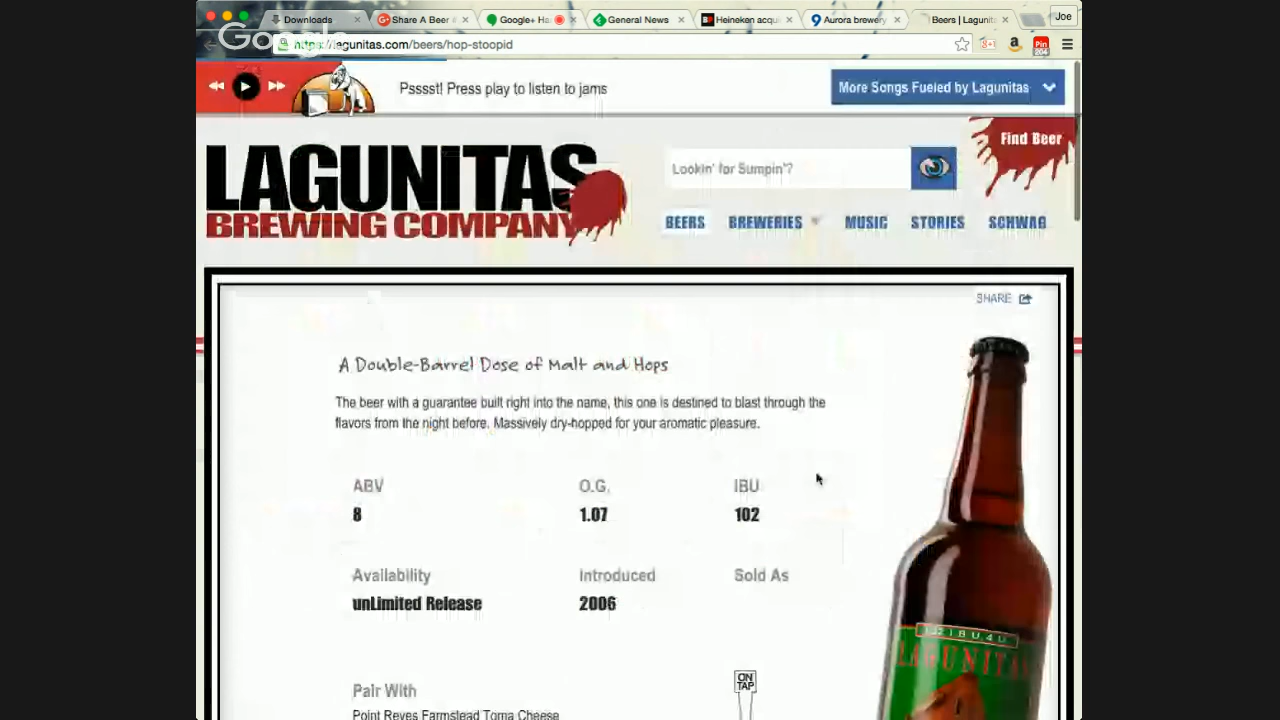 Downloads
Share A Beer
Google+ Ha
General News
Heineken acqu
Aurora brewery
Beers | Lagunit
Joe
Google
https://lagunitas.com/beers/hop-stoopid
Pin
204
Psssst! Press play to listen to jams
More Songs Fueled by Lagunitas
LAGUNITAS
BREWING COMPANY
Lookin' for Sumpin'?
Find Beer
BEERS
BREWERIES
MUSIC
STORIES
SCHWAG
SHARE
A Double-Barrel Dose of Malt and Hops
The beer with a guarantee built right into the name, this one is destined to blast through the
flavors from the night before. Massively dry-hopped for your aromatic pleasure.
ABV
O.G.
IBU
8
1.07
102
Availability
Introduced
Sold As
unLimited Release
2006
Pair With
Point Reyes Farmstead Toma Cheese
ON
TAP
LAGUNITAS